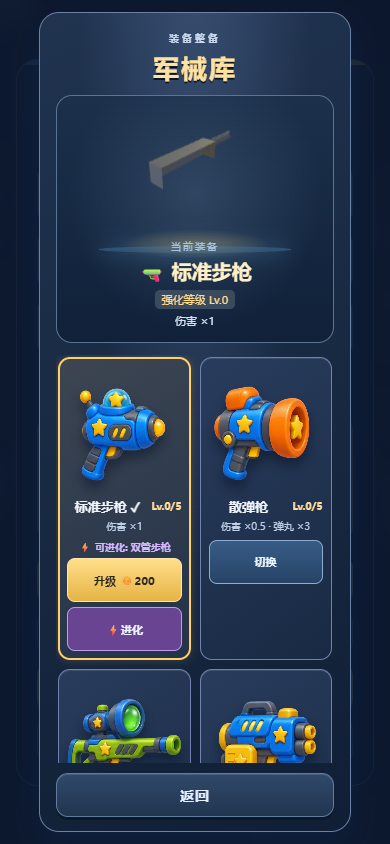 装备整备
军械库
当前装备
标准步枪
强化等级 Lv.0
伤害 ×1
标准步枪 ✓ Lv.0/5
伤害 ×1
可进化: 双管步枪
升级 200
进化
散弹枪 Lv.0/5
伤害 ×0.5 · 弹丸 ×3
切换
返回